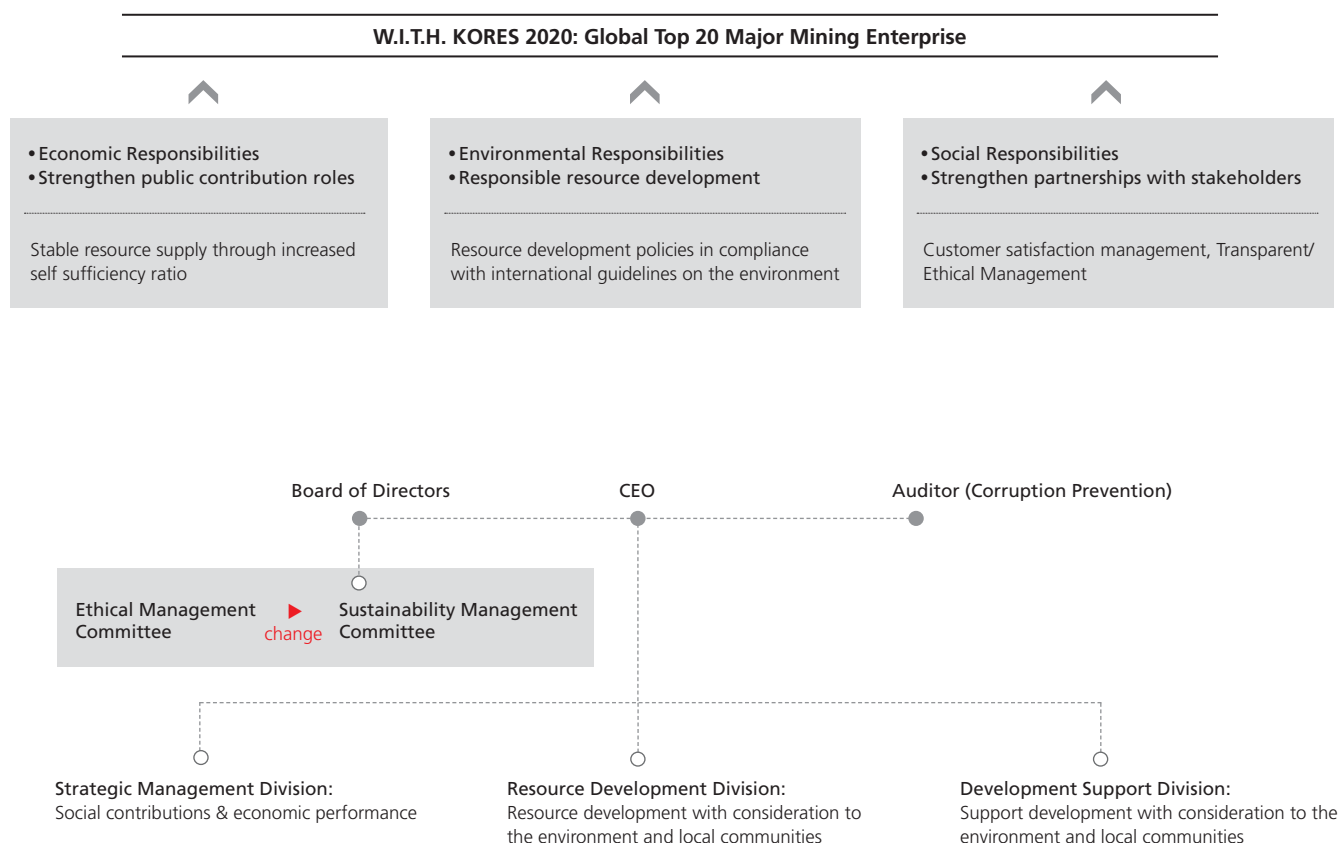 W.I.T.H. KORES 2020: Global Top 20 Major Mining Enterprise
• Economic Responsibilities
• Strengthen public contribution roles
Stable resource supply through increased
self sufficiency ratio
• Environmental Responsibilities
• Responsible resource development
Resource development policies in compliance
with international guidelines on the environment
• Social Responsibilities
• Strengthen partnerships with stakeholders
Customer satisfaction management, Transparent/
Ethical Management
Board of Directors
CEO
Auditor (Corruption Prevention)
Ethical Management
Committee
change
Sustainability Management
Committee
Strategic Management Division:
Social contributions & economic performance
Resource Development Division:
Resource development with consideration to
the environment and local communities
Development Support Division:
Support development with consideration to the
environment and local communities